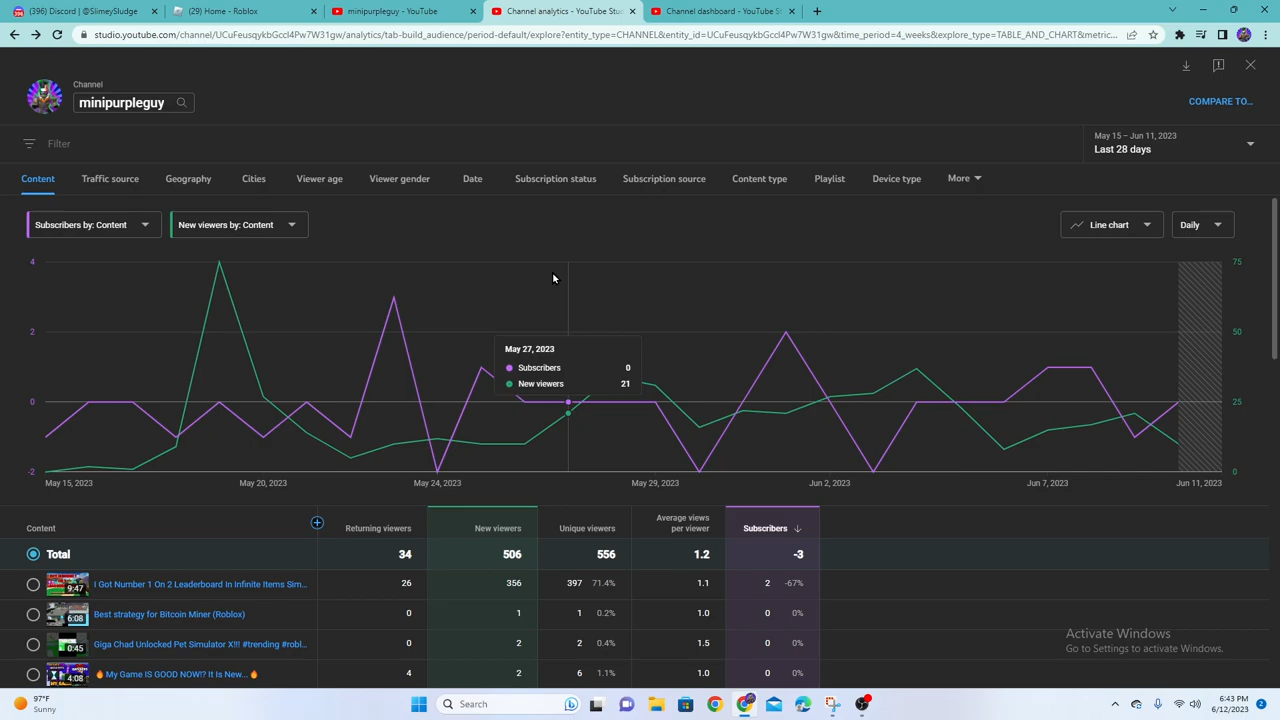 (396) Discord | @SlimeySludge
(29) Home - Roblox
minipurpleguy - YouTube
Channel analytics - YouTube Stu
Channel dashboard - YouTube St
studio.youtube.com/channel/UCuFeusqykbGccl4Pw7W31gw/analytics/tab-build_audience/period-default/explore?entity_type=CHANNEL&entity_id=UCuFeusqykbGccl4Pw7W31gw&time_period=4_weeks&explore_type=TABLE_AND_CHART&metric...
Channel
minipurpleguy
COMPARE TO...
Filter
May 15 – Jun 11, 2023
Last 28 days
Content Traffic source Geography Cities Viewer age Viewer gender Date Subscription status Subscription source Content type Playlist Device type More
Subscribers by: Content
New viewers by: Content
Line chart
Daily
4 75
2 50
May 27, 2023
Subscribers 0
New viewers 21
0 25
-2 0
May 15, 2023 May 20, 2023 May 24, 2023 May 29, 2023 Jun 2, 2023 Jun 7, 2023 Jun 11, 2023
Content Returning viewers New viewers Unique viewers Average views per viewer Subscribers
Total 34 506 556 1.2 -3
9:47 I Got Number 1 On 2 Leaderboard In Infinite Items Sim... 26 356 397 71.4% 1.1 2 -67%
6:08 Best strategy for Bitcoin Miner (Roblox) 0 1 1 0.2% 1.0 0 0%
0:45 Giga Chad Unlocked Pet Simulator X!!! #trending #robl... 0 2 2 0.4% 1.5 0 0%
4:08 🔥My Game IS GOOD NOW!? It Is New...🔥 4 2 6 1.1% 1.0 0 0%
Activate Windows
Go to Settings to activate Windows.
97°F
Sunny
Search
6:43 PM
6/12/2023
2